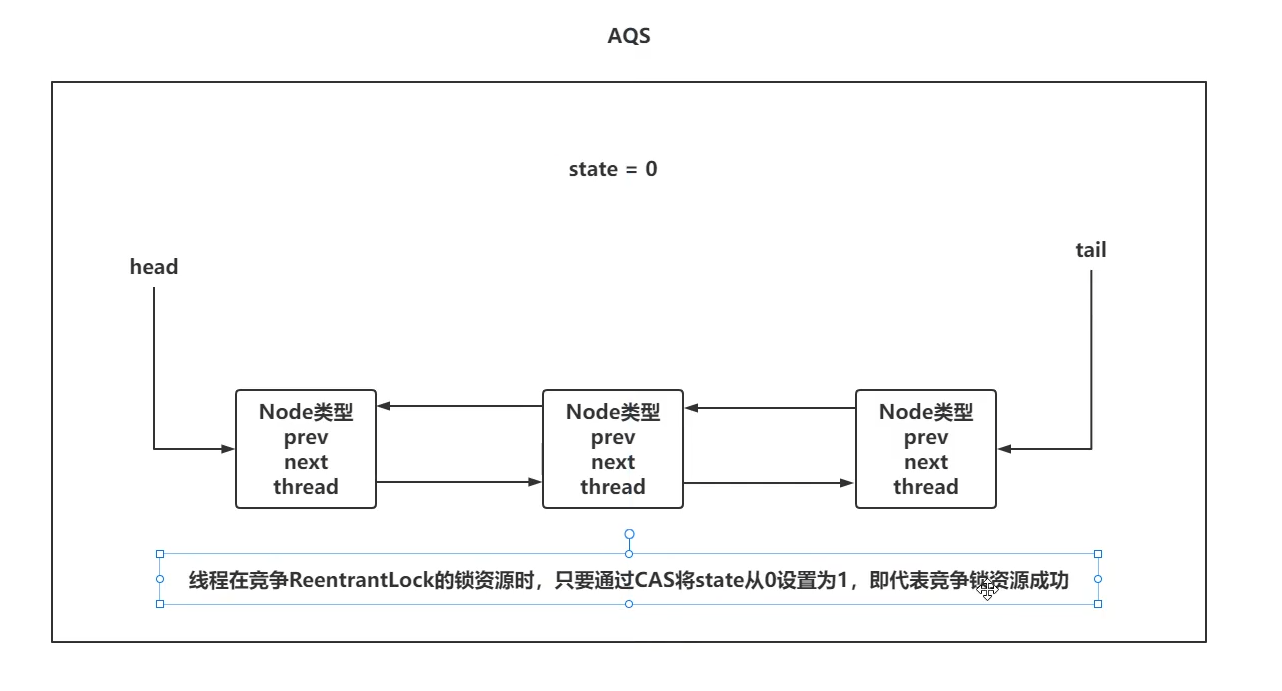 AQS
state = 0
head
tail
Node类型
prev
next
thread
Node类型
prev
next
thread
Node类型
prev
next
thread
线程在竞争ReentrantLock的锁资源时，只要通过CAS将state从0设置为1，即代表竞争锁资源成功